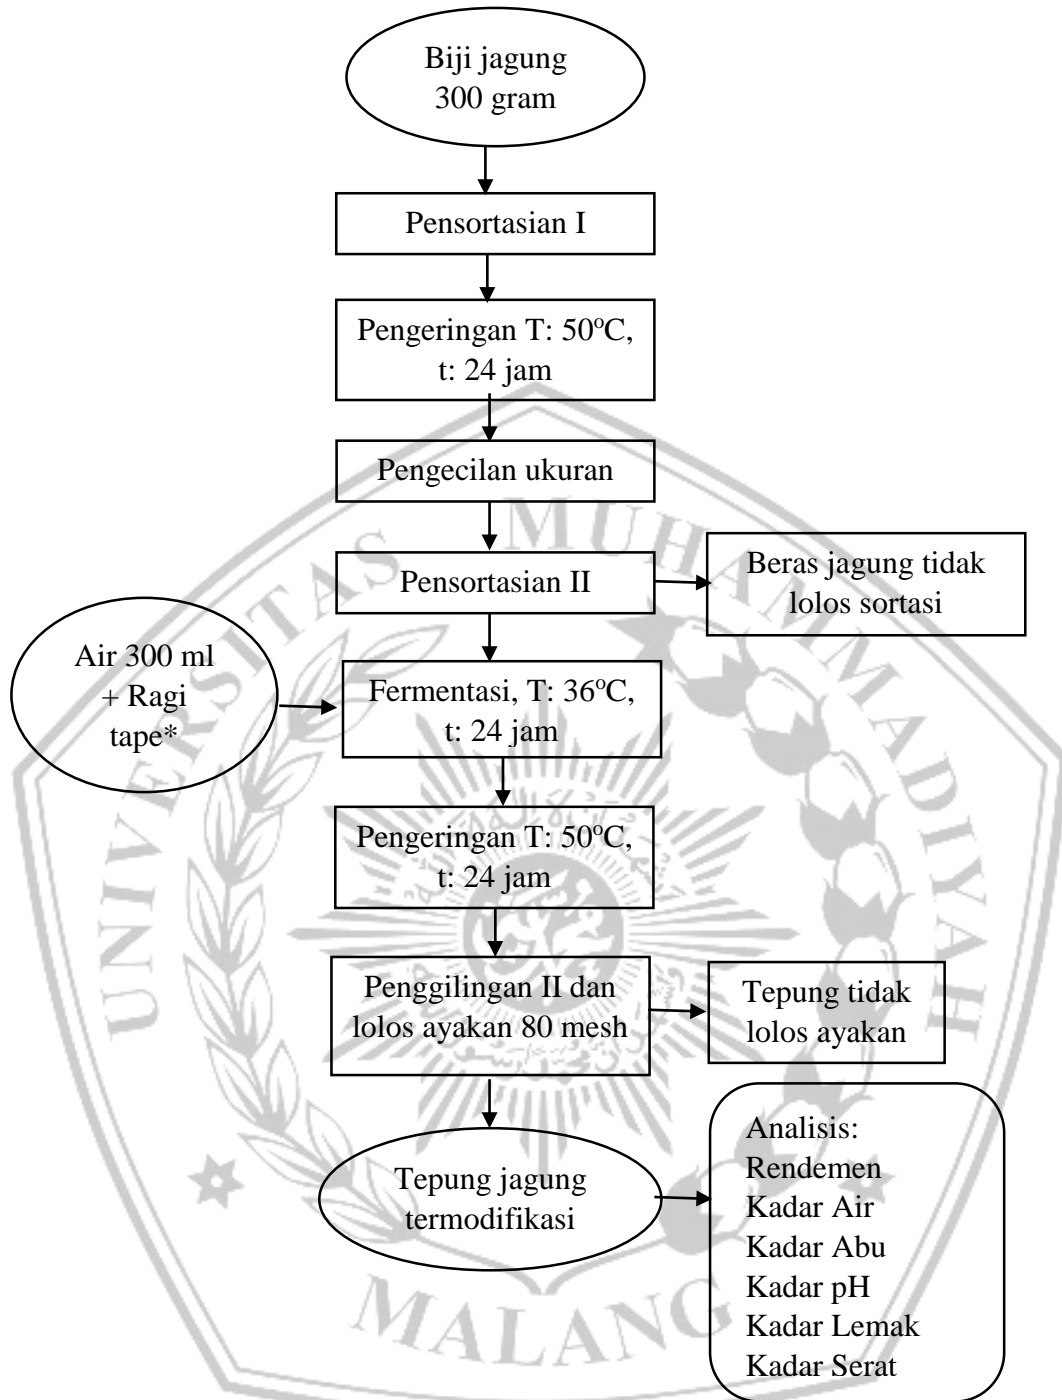 Biji jagung
300 gram
Pensortasian I
Pengeringan T: 50°C,
t: 24 jam
Pengecilan ukuran
Pensortasian II
Beras jagung tidak
lolos sortasi
Air 300 ml
+ Ragi
tape*
Fermentasi, T: 36°C,
t: 24 jam
Pengeringan T: 50°C,
t: 24 jam
Penggilingan II dan
lolos ayakan 80 mesh
Tepung tidak
lolos ayakan
Tepung jagung
termodifikasi
Analisis:
Rendemen
Kadar Air
Kadar Abu
Kadar pH
Kadar Lemak
Kadar Serat
UNIVERSITAS MUHAMMADIYAH
MALANG